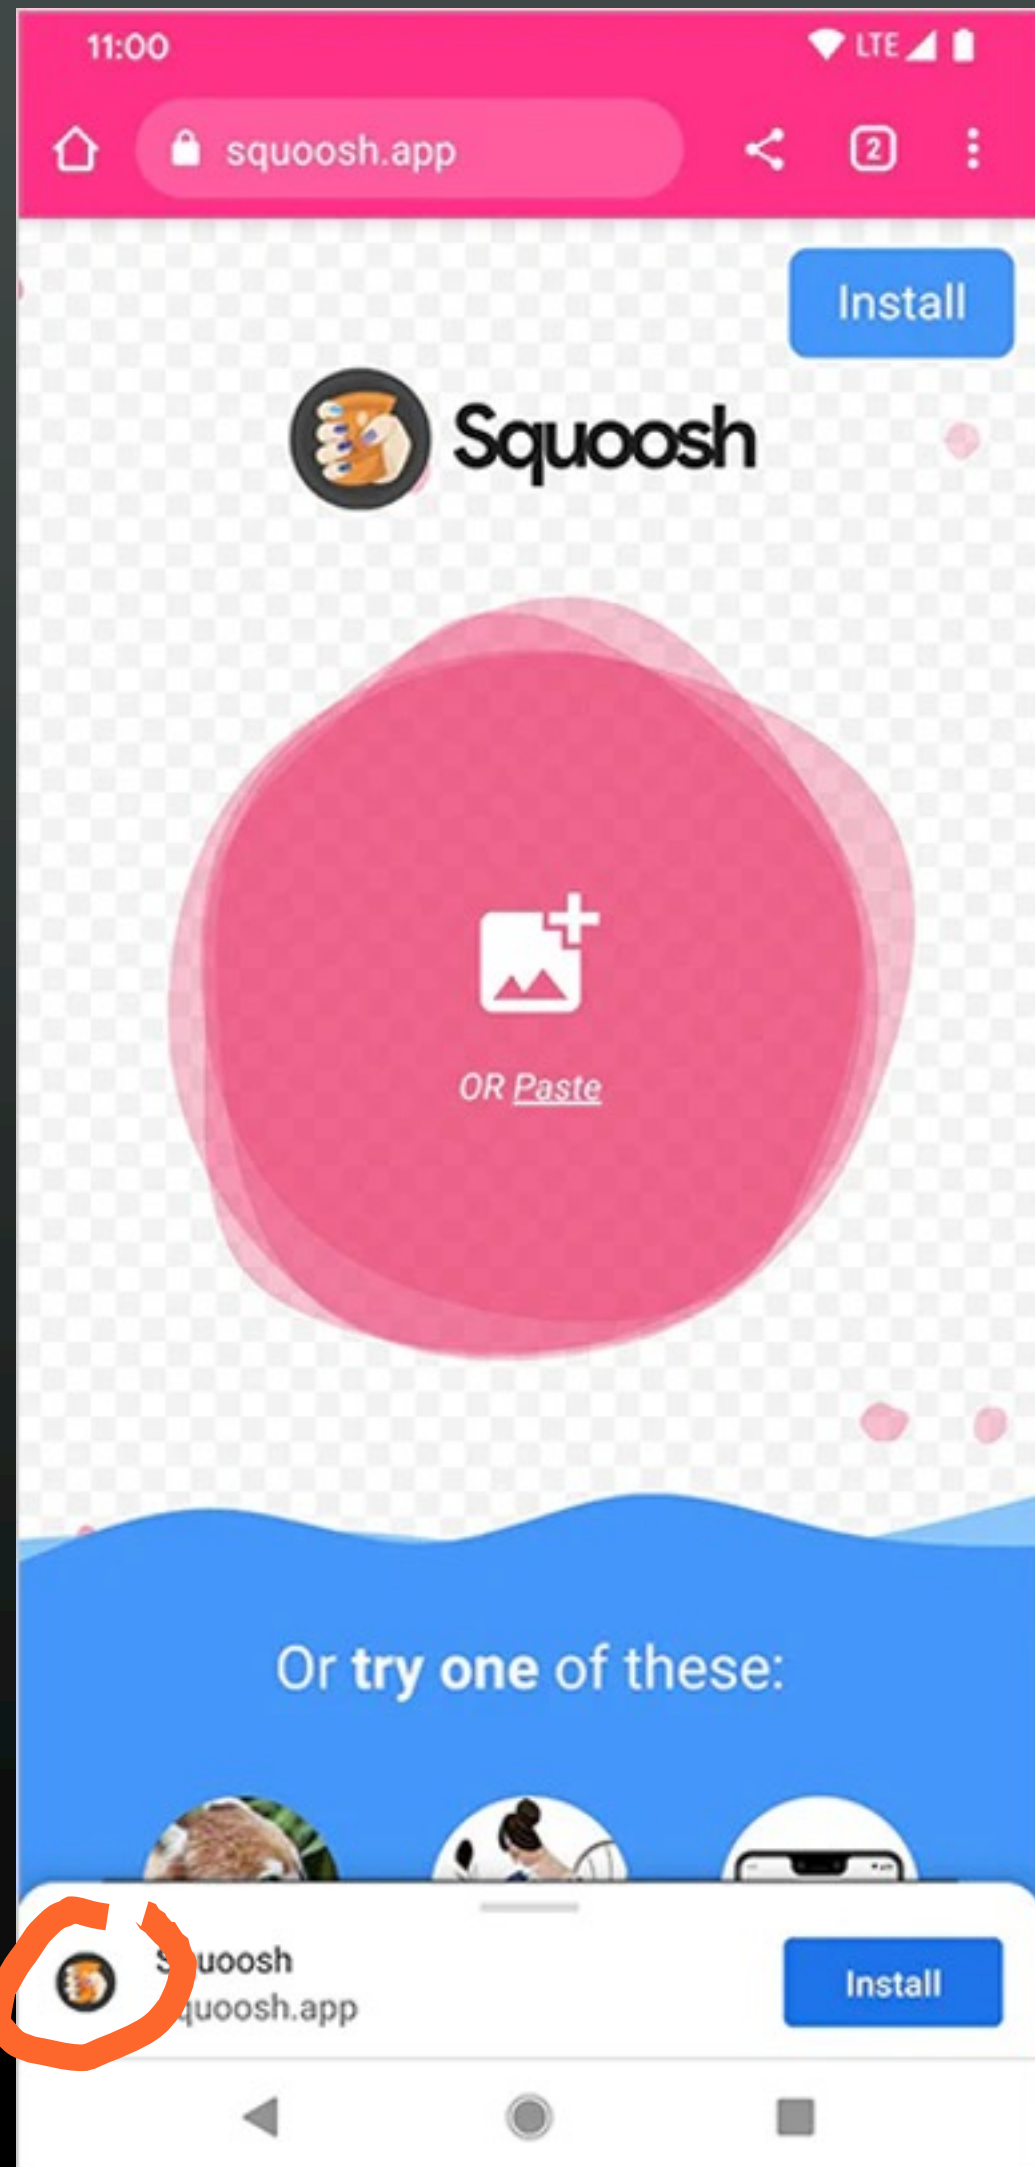 11:00
LTE
squoosh.app
2
Install
Squoosh
OR Paste
Or try one of these:
uoosh
quoosh.app
Install